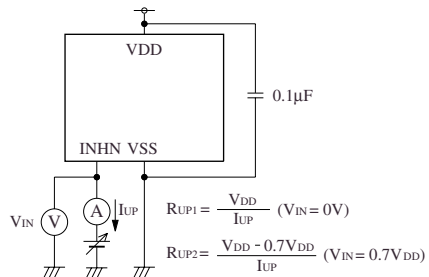 VDD
0.1μF
INHN VSS
VIN
V
A
IUP
RUP1 = VDD / IUP (VIN = 0V)
RUP2 = VDD - 0.7VDD / IUP (VIN = 0.7VDD)